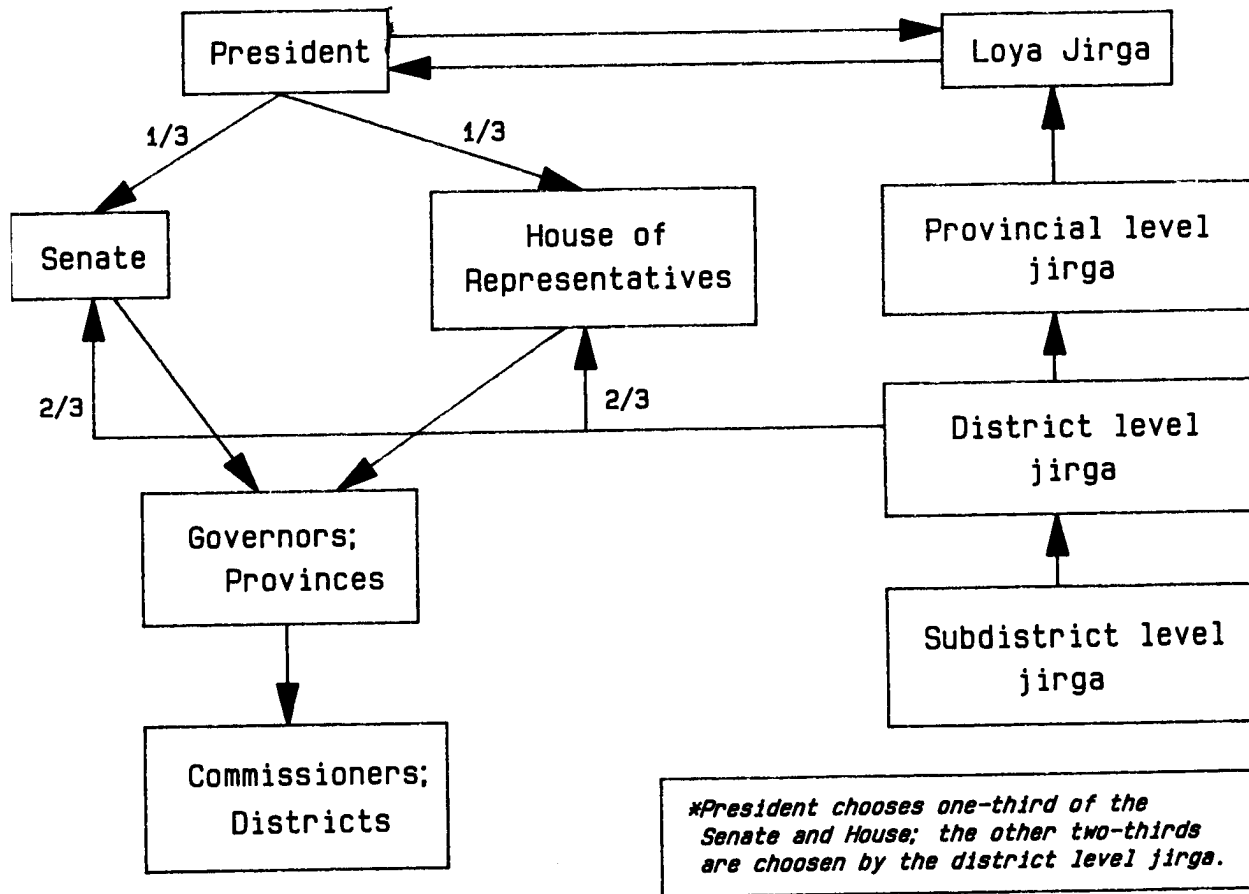 President
Loya Jirga
1/3
1/3
Senate
House of
Representatives
Provincial level
jirga
2/3
2/3
District level
jirga
Governors;
Provinces
Subdistrict level
jirga
Commissioners;
Districts
*President chooses one-third of the
Senate and House; the other two-thirds
are choosen by the district level jirga.